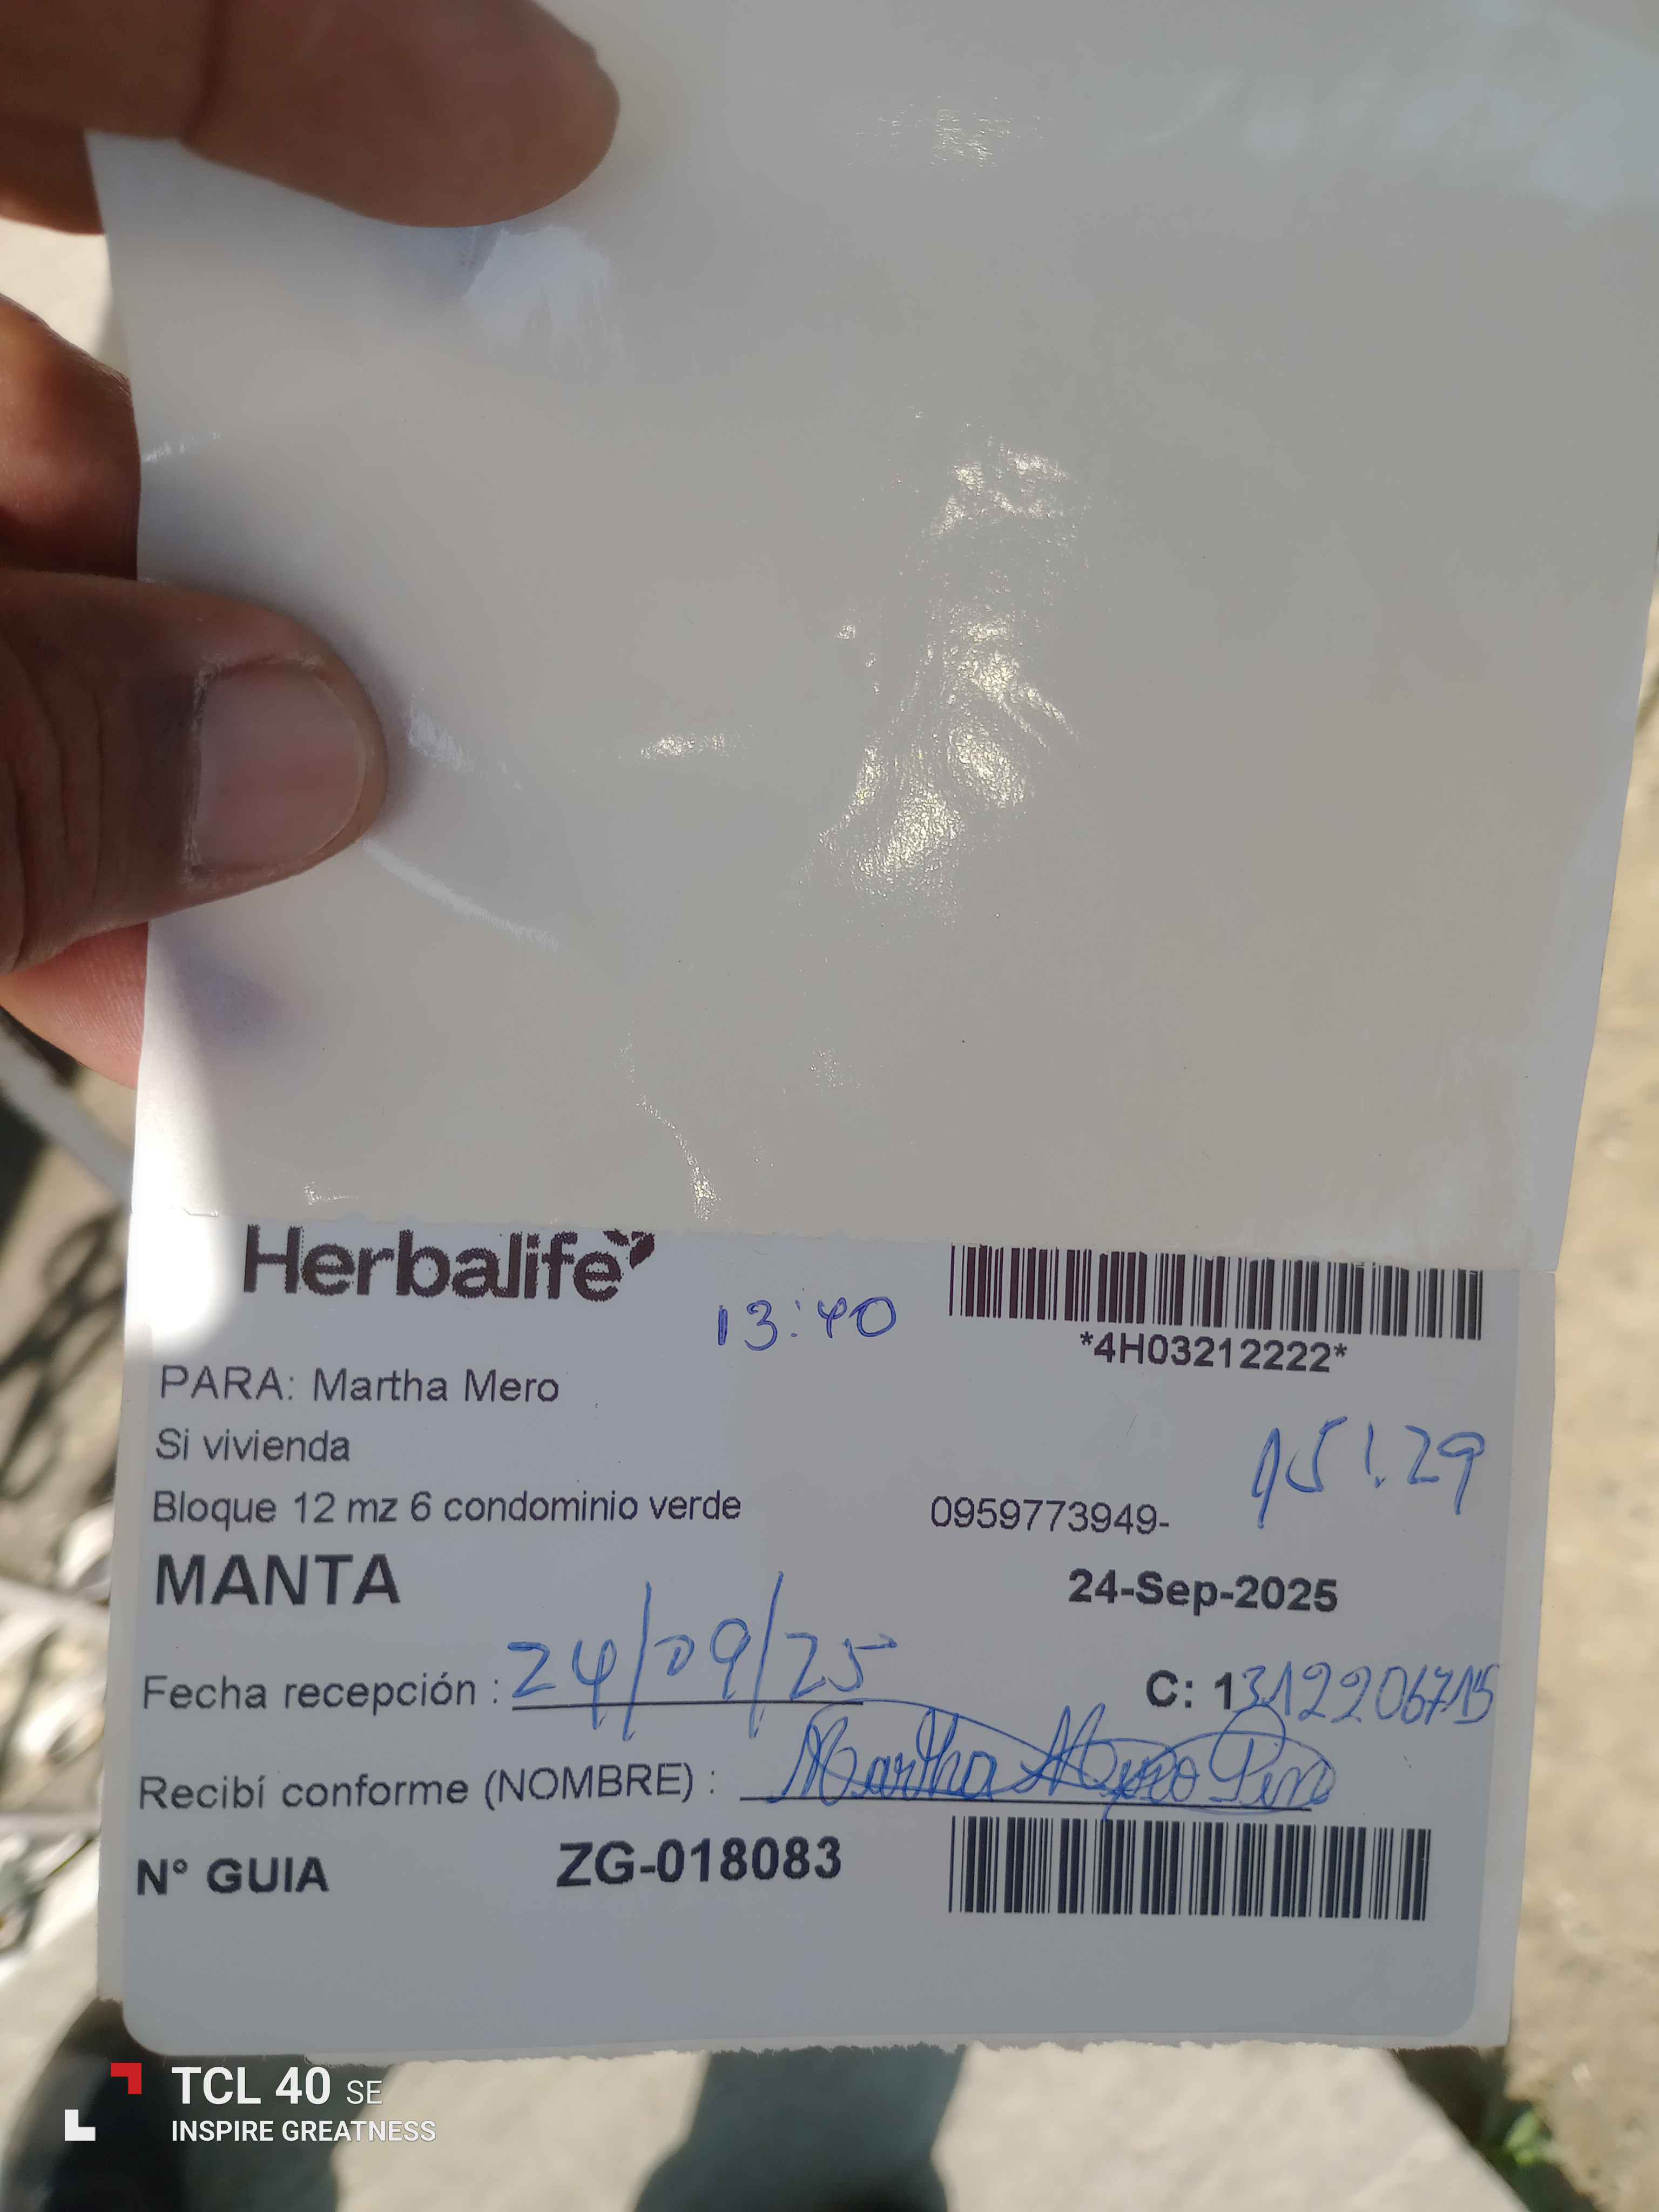 Herbalife
13:40
*4H03212222*
PARA: Martha Mero
Si vivienda
151.29
Bloque 12 mz 6 condominio verde 0959773949-
MANTA
24-Sep-2025
Fecha recepción : 24/09/25
C: 1312206715
Recibí conforme (NOMBRE) : Martha Mero
N° GUIA ZG-018083
TCL 40 SE
INSPIRE GREATNESS